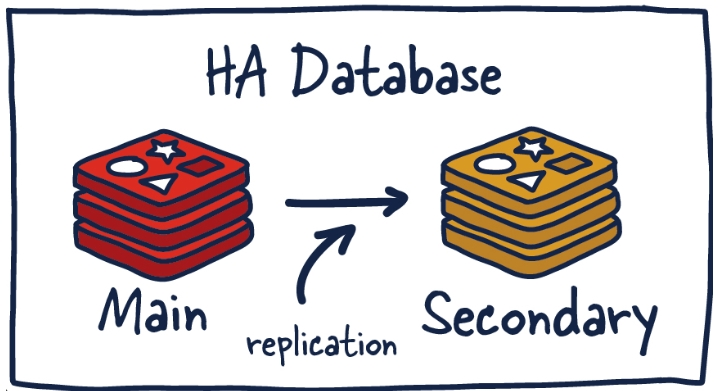 HA Database
Main
Secondary
replication